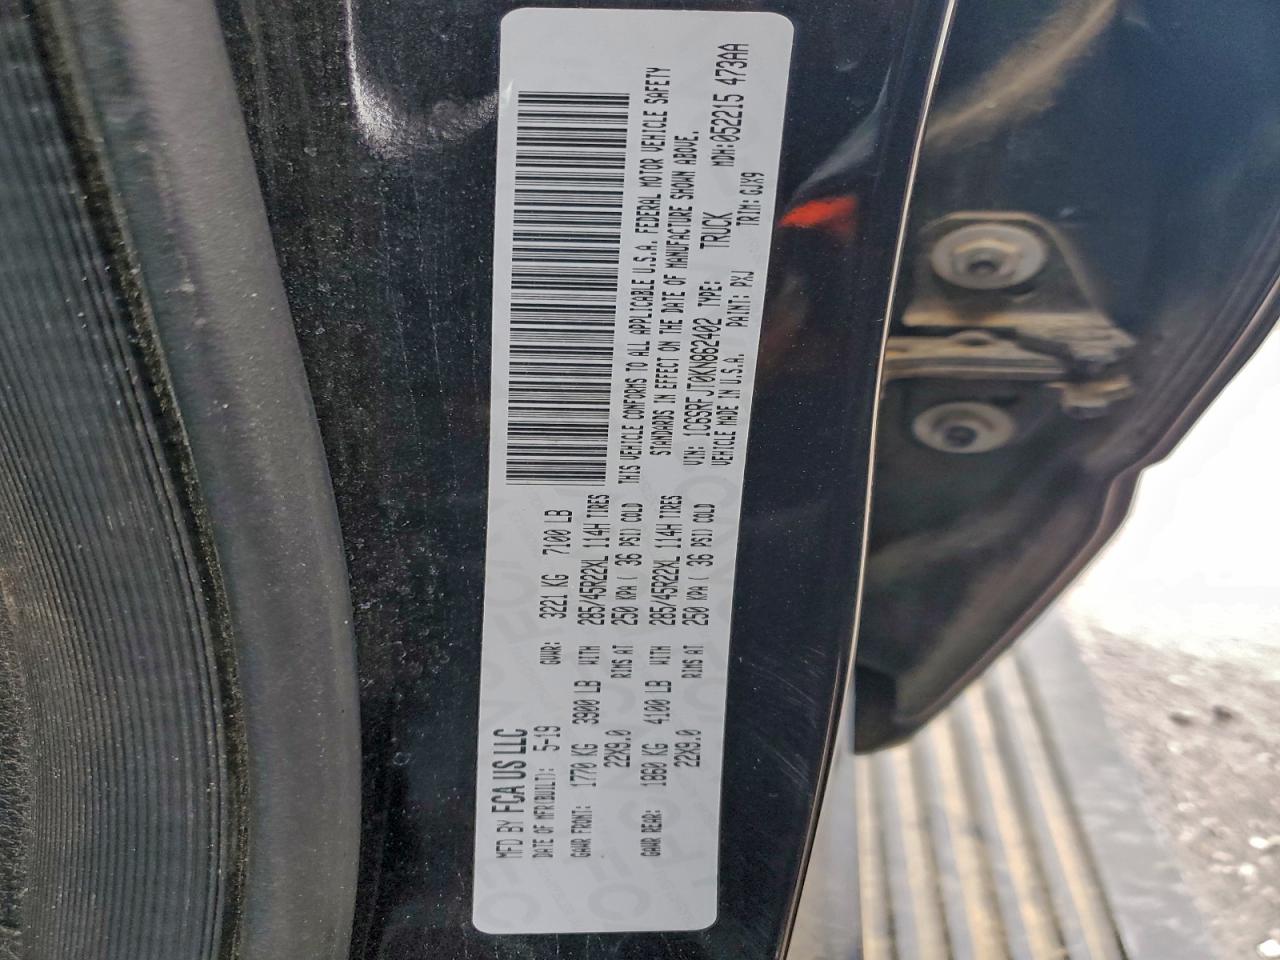 MFD BY FCA US LLC
DATE OF MFR(BUILT): 5-19 GVWR: 3221 KG 7100 LB
GAWR FRONT: 1770 KG 3900 LB WITH 285/45R22XL 114H TIRES
22X9.0 RIMS AT 250 KPA( 36 PSI) COLD
GAWR REAR: 1860 KG 4100 LB WITH 285/45R22XL 114H TIRES
22X9.0 RIMS AT 250 KPA( 36 PSI) COLD
THIS VEHICLE CONFORMS TO ALL APPLICABLE U.S.A. FEDERAL MOTOR VEHICLE SAFETY
STANDARDS IN EFFECT ON THE DATE OF MANUFACTURE SHOWN ABOVE.
VIN: 1C6SRFJT0KN862402 TYPE: TRUCK MDH:052215 473AA
VEHICLE MADE IN U.S.A. PAINT: PXJ TRIM: GJX9